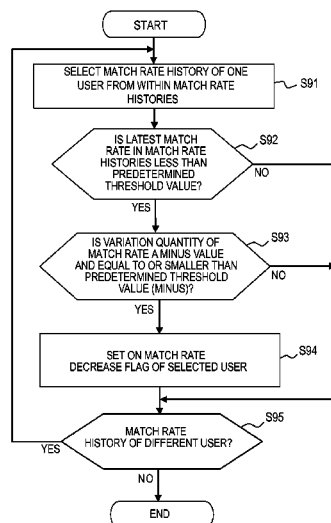 START
SELECT MATCH RATE HISTORY OF ONE
USER FROM WITHIN MATCH RATE
HISTORIES
S91
IS LATEST MATCH
RATE IN MATCH RATE
HISTORIES LESS THAN
PREDETERMINED
THRESHOLD VALUE?
S92
NO
YES
IS VARIATION QUANTITY OF
MATCH RATE A MINUS VALUE
AND EQUAL TO OR SMALLER THAN
PREDETERMINED THRESHOLD
VALUE (MINUS)?
S93
NO
YES
SET ON MATCH RATE
DECREASE FLAG OF SELECTED USER
S94
MATCH RATE
HISTORY OF DIFFERENT USER?
S95
YES
NO
END